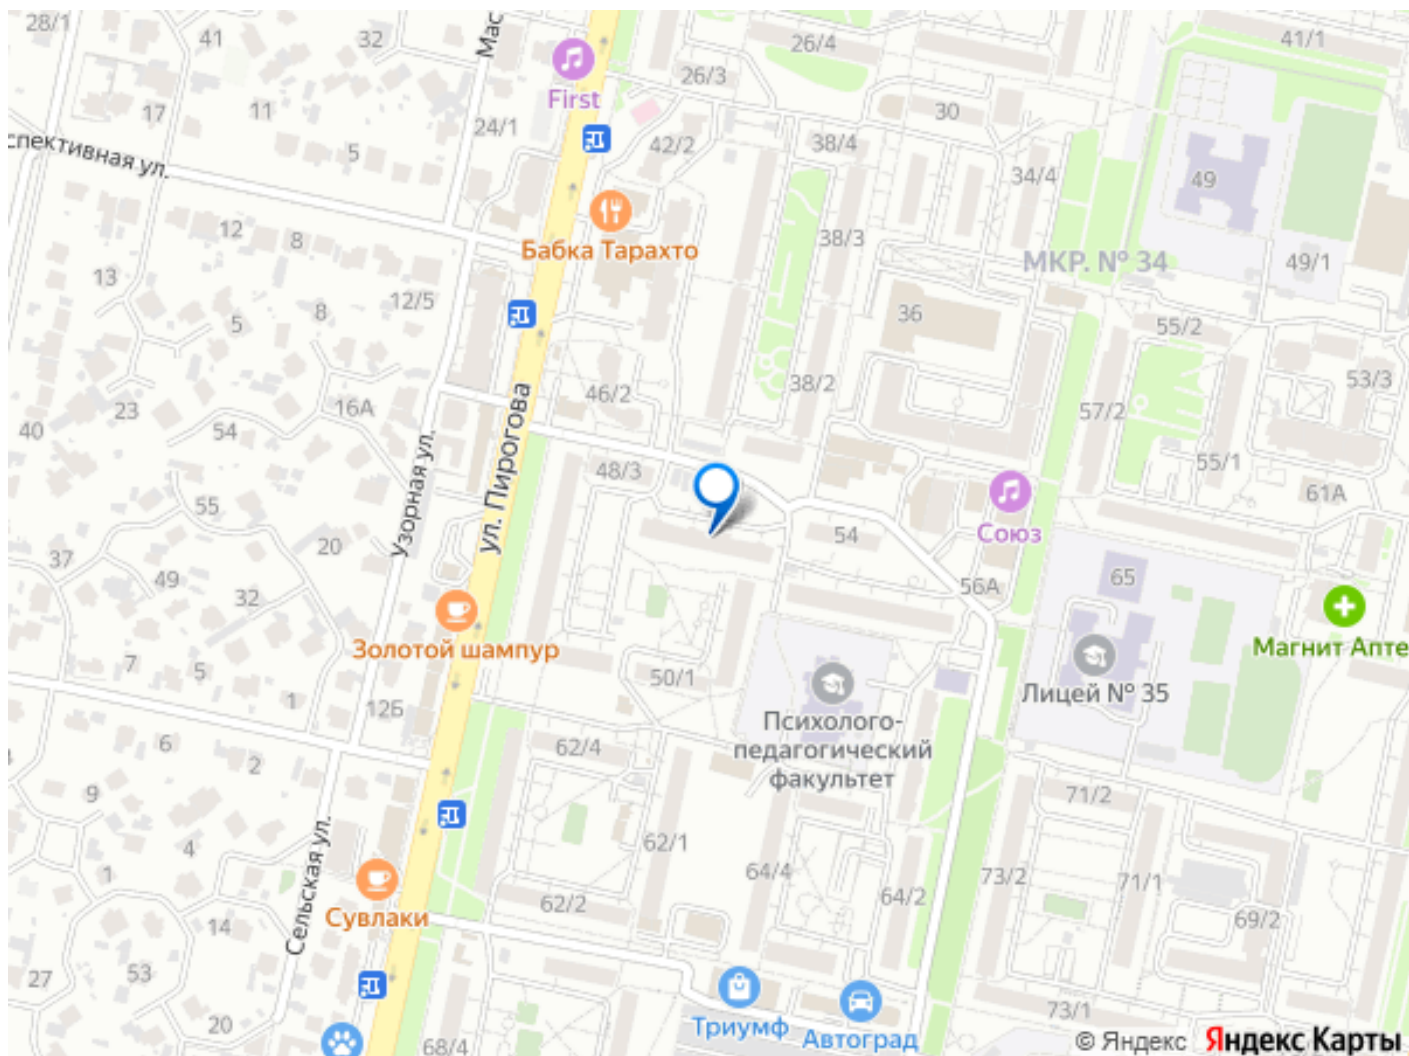 28/1
41
32
Мас
26/4
41/1
First
26/3
17
11
24/1
30
5
42/2
38/4
спективная ул.
34/4
49
12
8
Бабка Тарахто
38/3
МКР. № 34
49/1
13
12/5
8
5
36
55/2
38/2
53/3
46/2
23
16А
57/2
40
54
ул. Пирогова
Узорная ул.
48/3
55/1
61А
55
Союз
54
20
37
49
65
56А
32
Золотой шампур
Магнит Апте
7
5
50/1
Лицей № 35
1
12Б
Психолого-
педагогический
факультет
6
2
62/4
9
71/2
4
62/1
1
64/4
73/2
71/1
Сельская ул.
62/2
64/2
Сувлаки
69/2
14
27
53
73/1
20
Триумф
Автоград
68/4
© Яндекс
Яндекс Карты